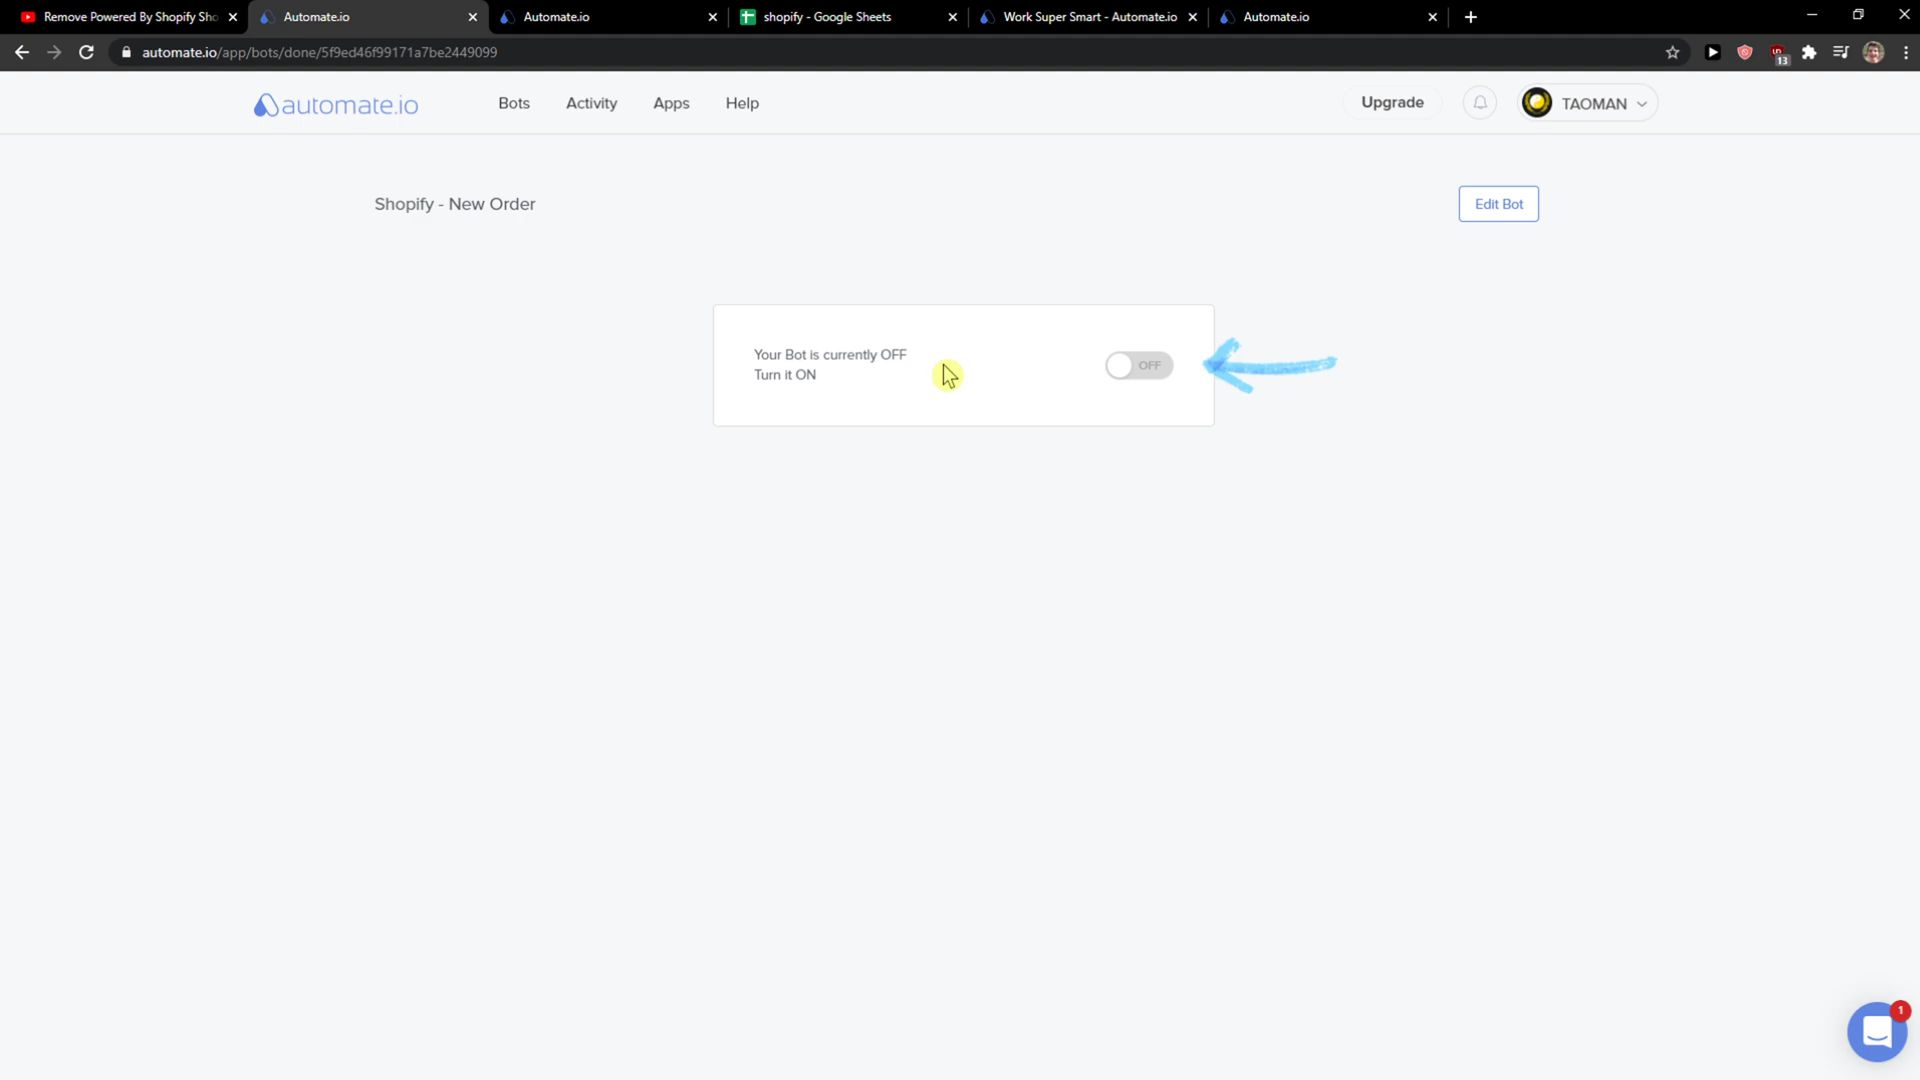 Remove Powered By Shopify Sho
Automate.io
Automate.io
shopify - Google Sheets
Work Super Smart - Automate.io
Automate.io
automate.io/app/bots/done/5f9ed46f99171a7be2449099
13
automate.io
Bots
Activity
Apps
Help
Upgrade
TAOMAN
Shopify - New Order
Edit Bot
Your Bot is currently OFF
Turn it ON
OFF
1